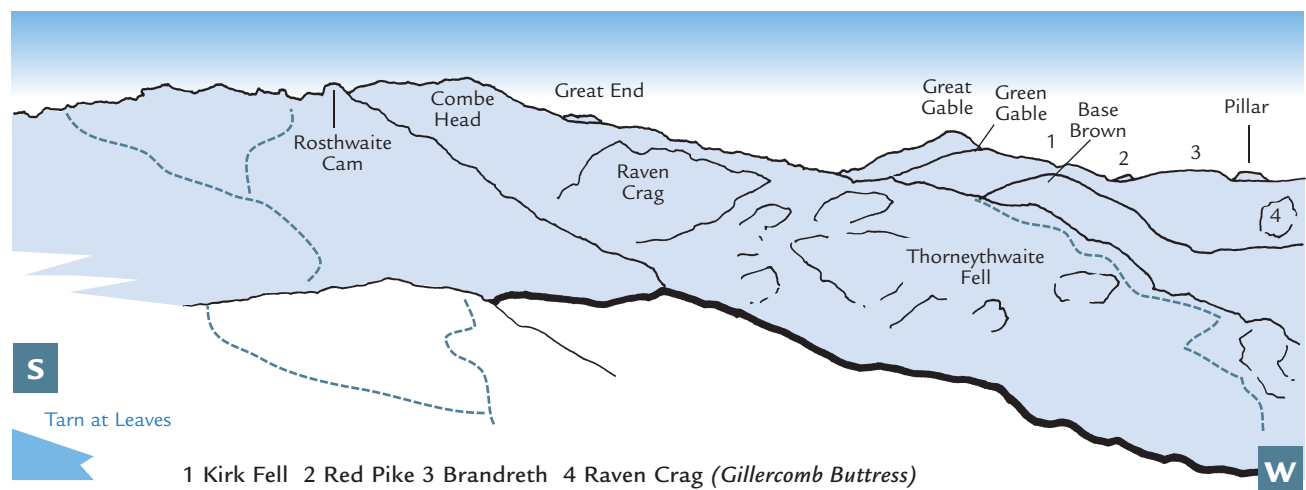 Great End
Combe
Head
Rosthwaite
Cam
Raven
Crag
Great
Gable
Green
Gable
1
Base
Brown
2
3
Pillar
4
Thorneythwaite
Fell
S
Tarn at Leaves
W
1 Kirk Fell 2 Red Pike 3 Brandreth 4 Raven Crag (Gillercomb Buttress)